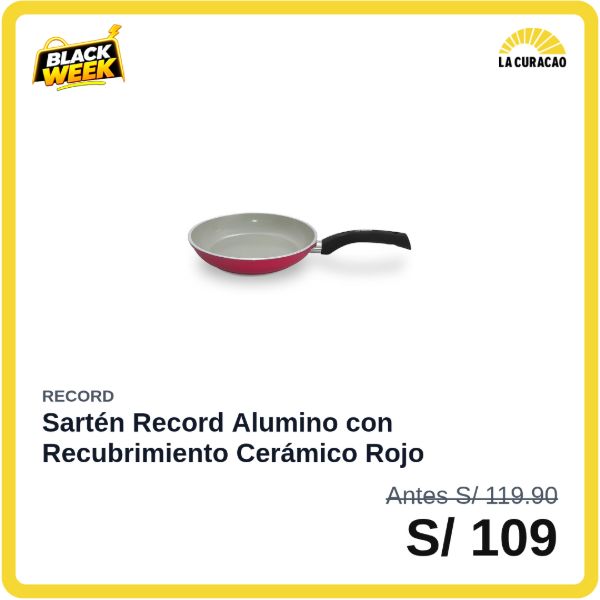 BLACK
WEEK
LA CURACAO
RECORD
Sartén Record Alumino con
Recubrimiento Cerámico Rojo
Antes S/ 119.90
S/ 109